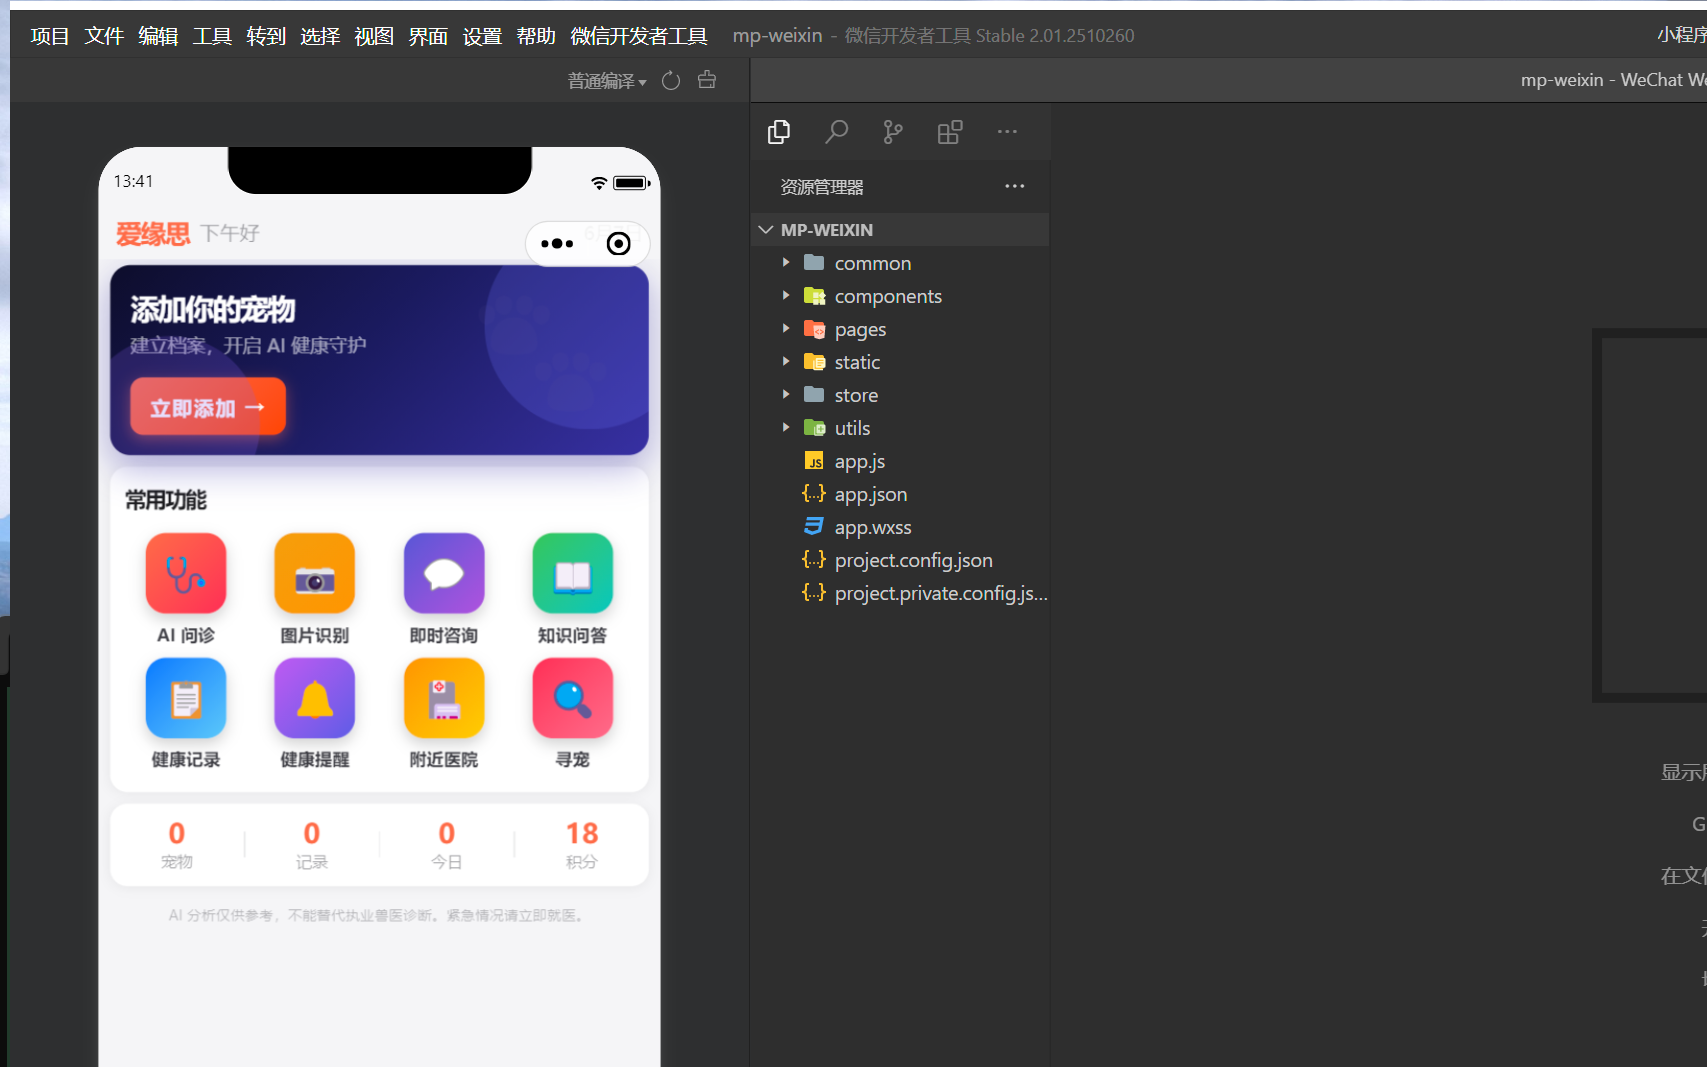 项目 文件 编辑 工具 转到 选择 视图 界面 设置 帮助 微信开发者工具 mp-weixin - 微信开发者工具 Stable 2.01.2510260 小程序
普通编译
mp-weixin - WeChat We
13:41
爱缘思 下午好
添加你的宠物
建立档案，开启 AI 健康守护
立即添加 →
常用功能
AI 问诊 图片识别 即时咨询 知识问答
健康记录 健康提醒 附近医院 寻宠
0 0 0 18
宠物 记录 今日 积分
AI 分析仅供参考，不能替代执业兽医诊断。紧急情况请立即就医。
资源管理器
MP-WEIXIN
common
components
pages
static
store
utils
JS app.js
{..} app.json
app.wxss
{..} project.config.json
{..} project.private.config.js...
显示
G
在文